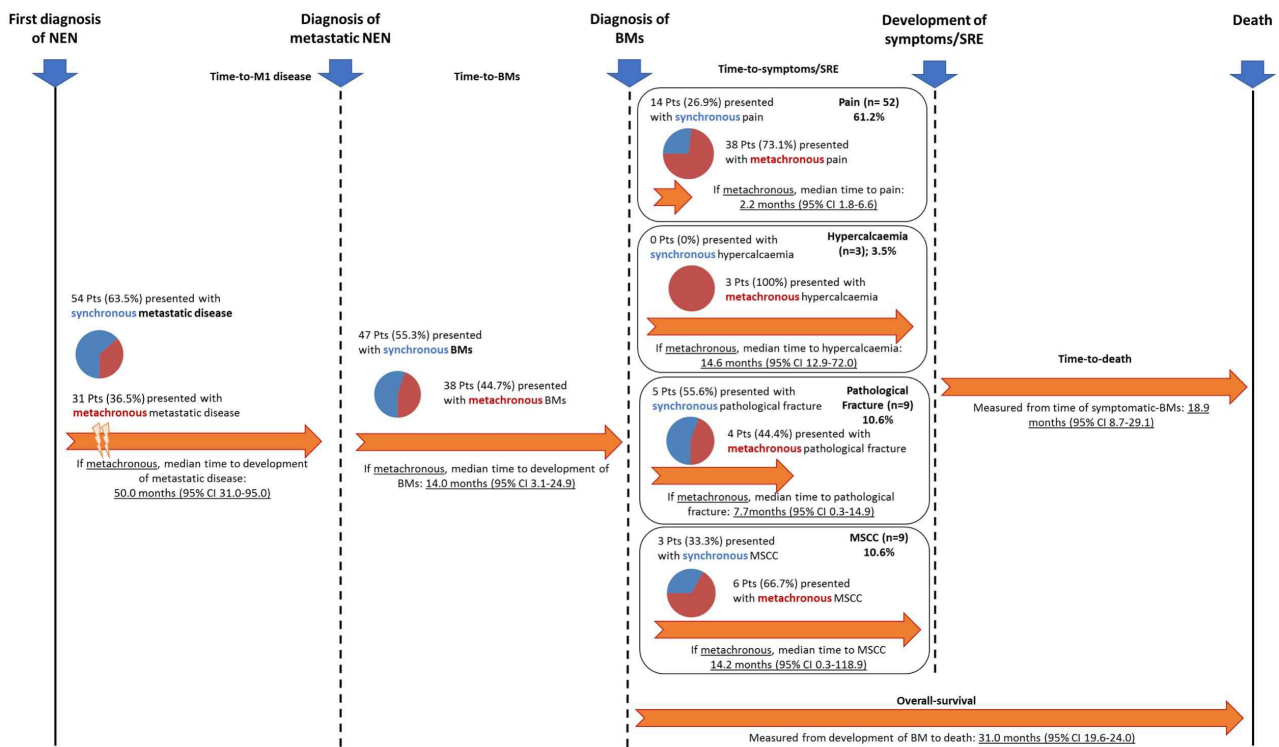 First diagnosis
of NEN
Diagnosis of
metastatic NEN
Diagnosis of
BMs
Development of
symptoms/SRE
Death
Time-to-M1 disease
Time-to-BMs
Time-to-symptoms/SRE
14 Pts (26.9%) presented
with synchronous pain
Pain (n= 52)
61.2%
38 Pts (73.1%) presented
with metachronous pain
If metachronous, median time to pain:
2.2 months (95% CI 1.8-6.6)
0 Pts (0%) presented with
synchronous hypercalcaemia
Hypercalcaemia
(n=3); 3.5%
3 Pts (100%) presented with
metachronous hypercalcaemia
If metachronous, median time to hypercalcaemia:
14.6 months (95% CI 12.9-72.0)
54 Pts (63.5%) presented with
synchronous metastatic disease
31 Pts (36.5%) presented with
metachronous metastatic disease
If metachronous, median time to development
of metastatic disease:
50.0 months (95% CI 31.0-95.0)
47 Pts (55.3%) presented
with synchronous BMs
38 Pts (44.7%) presented
with metachronous BMs
If metachronous, median time to development of
BMs: 14.0 months (95% CI 3.1-24.9)
5 Pts (55.6%) presented with
synchronous pathological fracture
Pathological
Fracture (n=9)
10.6%
4 Pts (44.4%) presented with
metachronous pathological fracture
If metachronous, median time to pathological
fracture: 7.7months (95% CI 0.3-14.9)
3 Pts (33.3%) presented
with synchronous MSCC
MSCC (n=9)
10.6%
6 Pts (66.7%) presented
with metachronous MSCC
If metachronous, median time to MSCC
14.2 months (95% CI 0.3-118.9)
Time-to-death
Measured from time of symptomatic-BMs: 18.9
months (95% CI 8.7-29.1)
Overall-survival
Measured from development of BM to death: 31.0 months (95% CI 19.6-24.0)